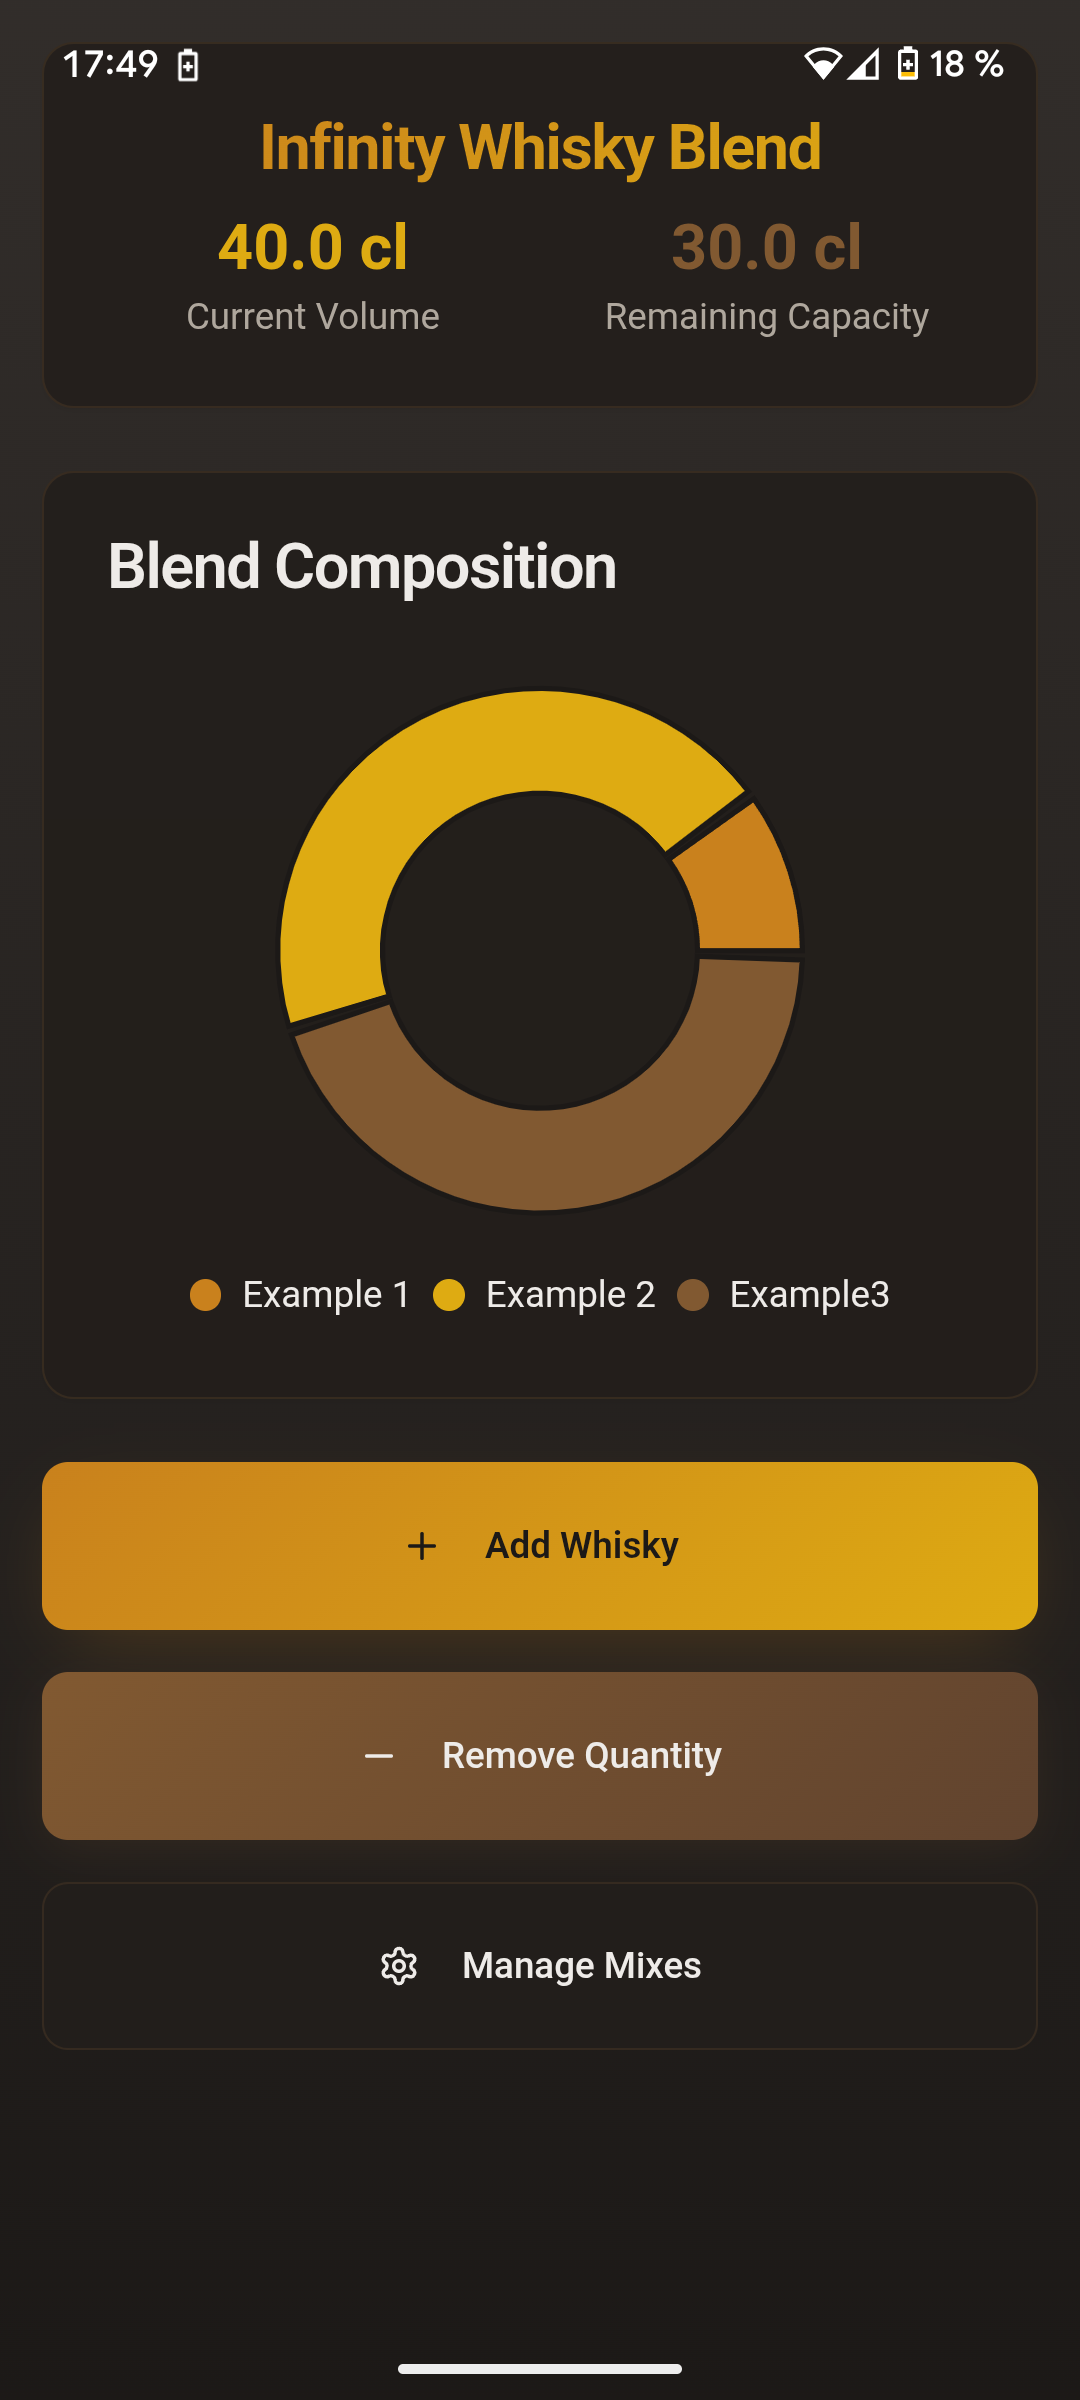 17:49 18 %
Infinity Whisky Blend
40.0 cl 30.0 cl
Current Volume Remaining Capacity
Blend Composition
Example 1 Example 2 Example3
Add Whisky
Remove Quantity
Manage Mixes